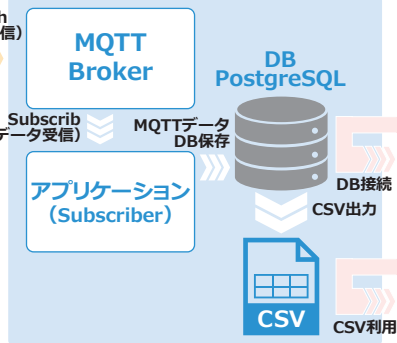 h
信）
MQTT
Broker
DB
PostgreSQL
Subscrib
データ受信）
MQTTデータ
DB保存
アプリケーション
（Subscriber）
DB接続
CSV出力
CSV
CSV利用